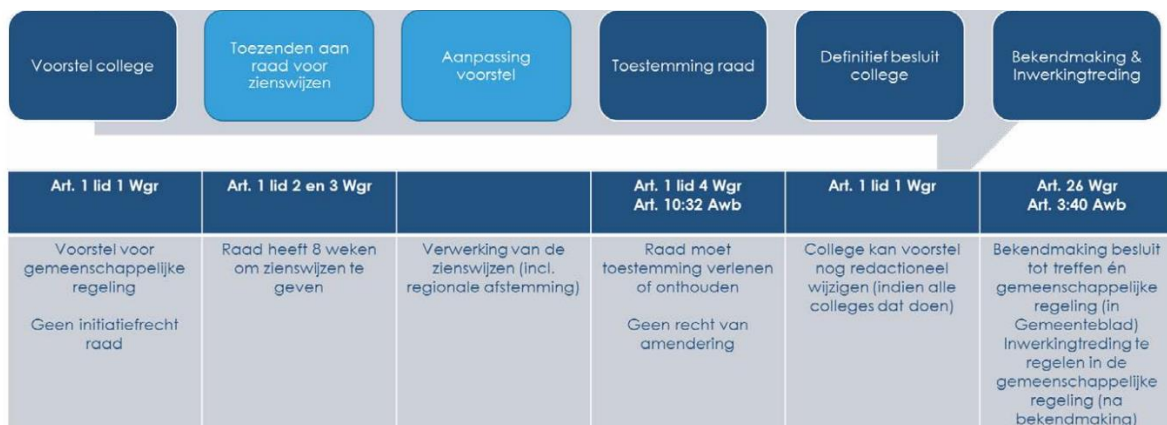 Voorstel college
Toezenden aan
raad voor
zienswijzen
Aanpassing
voorstel
Toestemming raad
Definitief besluit
college
Bekendmaking &
Inwerkingtreding
Art. 1 lid 1 Wgr
Art. 1 lid 2 en 3 Wgr
Art. 1 lid 4 Wgr
Art. 10:32 Awb
Art. 1 lid 1 Wgr
Art. 26 Wgr
Art. 3:40 Awb
Voorstel voor
gemeenschappelijke
regeling
Geen initiatiefrecht
raad
Raad heeft 8 weken
om zienswijzen te
geven
Verwerking van de
zienswijzen (incl.
regionale afstemming)
Raad moet
toestemming verlenen
of onthouden
Geen recht van
amendering
College kan voorstel
nog redactioneel
wijzigen (indien alle
colleges dat doen)
Bekendmaking besluit
tot treffen én
gemeenschappelijke
regeling (in
Gemeenteblad)
Inwerkingtreding te
regelen in de
gemeenschappelijke
regeling (na
bekendmaking)